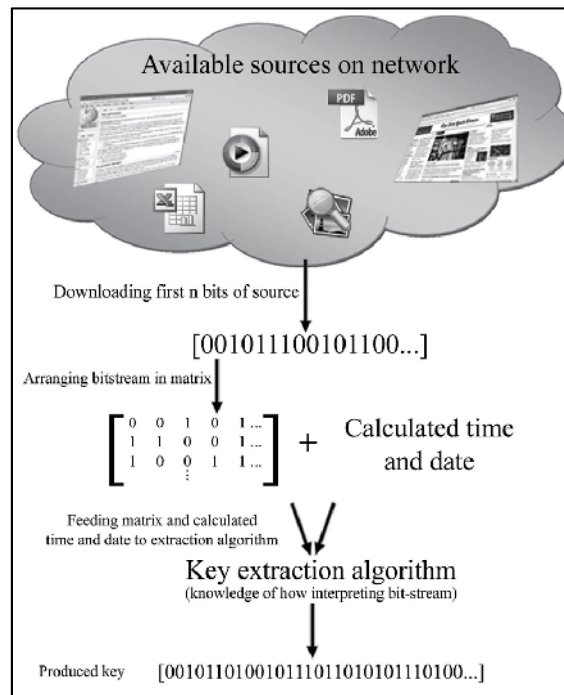 Available sources on network
PDF
Adobe
Downloading first n bits of source
[001011100101100...]
Arranging bitstream in matrix
0 0 1 0 1 ...
1 1 0 0 1 ...
1 0 0 1 1 ...
⋮
+
Calculated time
and date
Feeding matrix and calculated
time and date to extraction algorithm
Key extraction algorithm
(knowledge of how interpreting bit-stream)
Produced key [0010110100101110110101011101​00...]